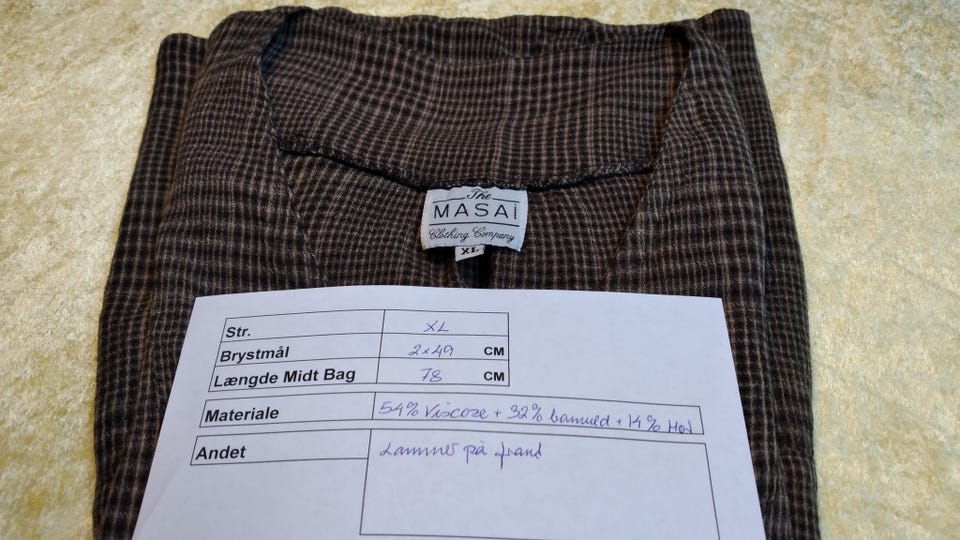 The
MASAI
Clothing Company
XL
Str. XL
Brystmål 2x49 CM
Længde Midt Bag 78 CM
Materiale 54% Viscose + 32% bomuld + 14% Hør
Andet Lommer på